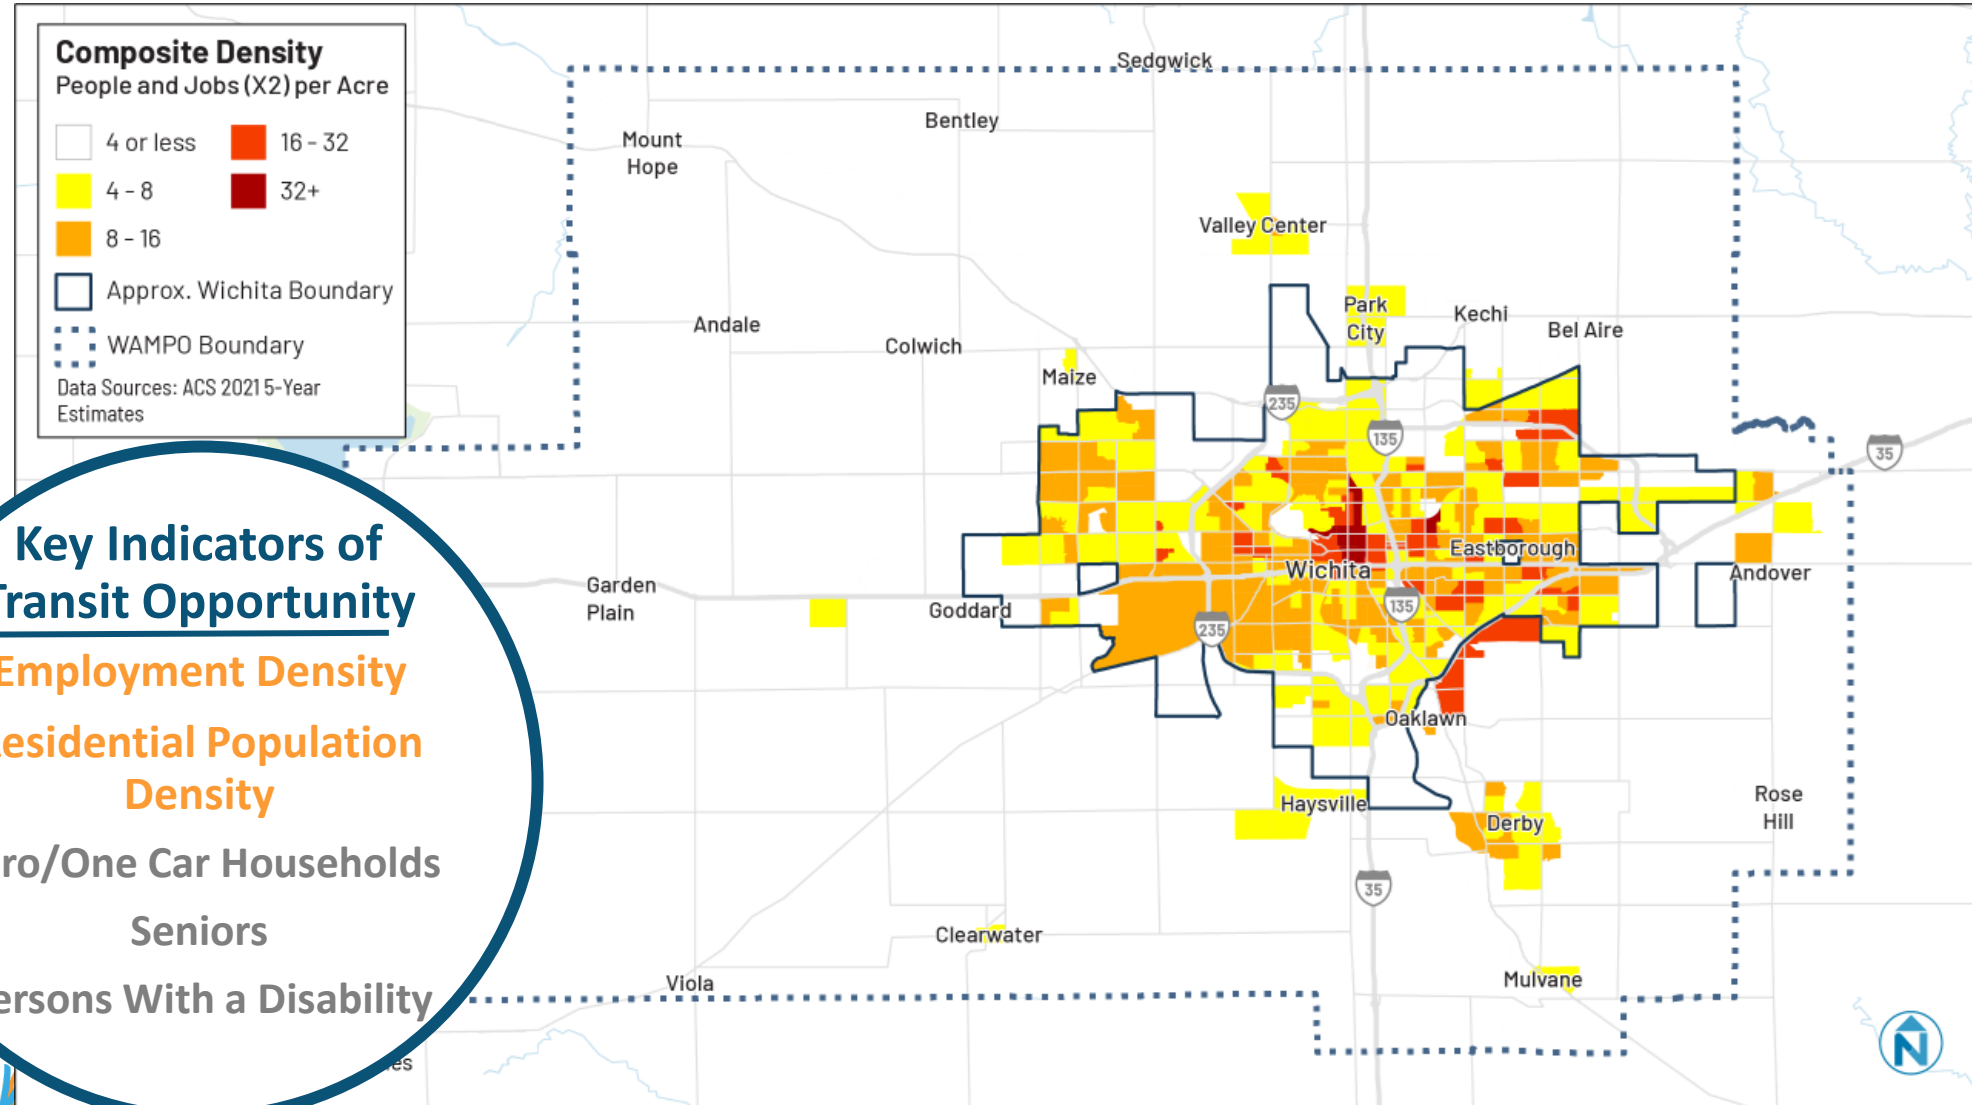 Composite Density
People and Jobs (X2) per Acre
4 or less
16 - 32
4 - 8
32+
8 - 16
Approx. Wichita Boundary
WAMPO Boundary
Data Sources: ACS 2021 5-Year
Estimates
Key Indicators of
Transit Opportunity
Employment Density
esidential Population
Density
ro/One Car Households
Seniors
ersons With a Disability
es
Sedgwick
Bentley
Mount
Hope
Valley Center
Park
City
Kechi
Bel Aire
Andale
Colwich
Maize
235
135
35
Eastborough
Wichita
Andover
Garden
Plain
Goddard
135
235
Oaklawn
Haysville
Derby
Rose
Hill
35
Clearwater
Viola
Mulvane
N